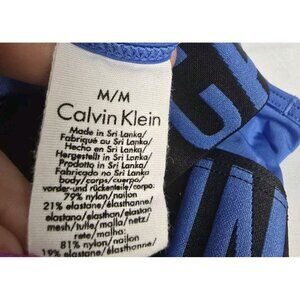 M/M
Calvin Klein
Made in Sri Lanka/
Fabriqué au Sri Lanka/
Hecho en Sri Lanka/
Hergestellt in Sri Lanka/
Prodotto in Sri Lanka/
Fabricado no Sri Lanka
body/corps/cuerpo/
vorder-und rückenteile/corpo:
79% nylon/nailon
21% elastane/élasthanne/
elastano/elasthan/elastan
mesh/tulle/malla/netz/
rete/malha:
81% nylon/nailon
19% elastane/élasthanne/